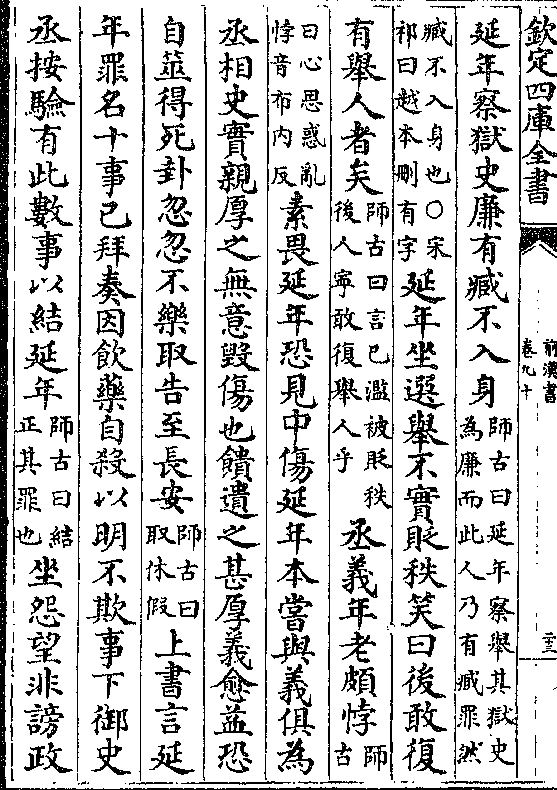 欽定四庫全書
前漢書
卷九十
二十三
延年察獄史廉有臧不入身師古曰延年察舉其獄史
為廉而此人乃有臧罪然
臧不入身也○宋
祁曰越本刪有字延年坐選舉不實貶秩笑曰後敢復
有舉人者矣師古曰言已濫被貶秩
後人寧敢復舉人乎丞義年老頗悖師古
曰心思惑亂
悖音布内反素畏延年恐見中傷延年本嘗與義俱為
丞相史實親厚之無意毀傷也饋遺之甚厚義愈益恐
自筮得死卦忽忽不樂取告至長安師古曰
取休假上書言延
年罪名十事已拜奏因飲藥自殺以明不欺事下御史
丞按驗有此數事以結延年師古曰結
正其罪也坐怨望非謗政